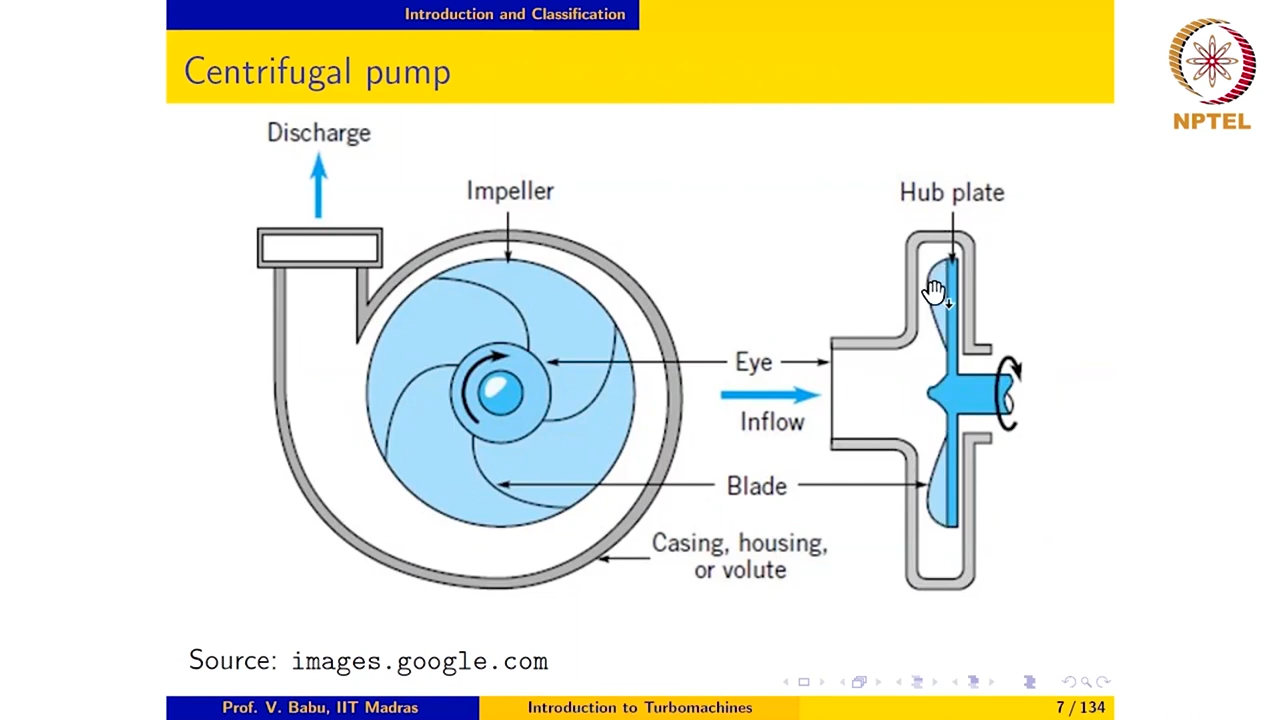 Introduction and Classification
Centrifugal pump
NPTEL
Discharge
Impeller
Hub plate
Eye
Inflow
Blade
Casing, housing,
or volute
Source: images.google.com
Prof. V. Babu, IIT Madras
Introduction to Turbomachines
7 / 134